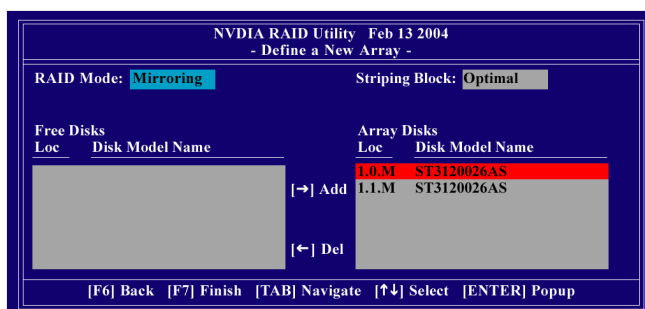 NVDIA RAID Utility Feb 13 2004
- Define a New Array -
RAID Mode: Mirroring Striping Block: Optimal
Free Disks Array Disks
Loc Disk Model Name Loc Disk Model Name
1.0.M ST3120026AS
[→] Add 1.1.M ST3120026AS
[←] Del
[F6] Back [F7] Finish [TAB] Navigate [↑↓] Select [ENTER] Popup